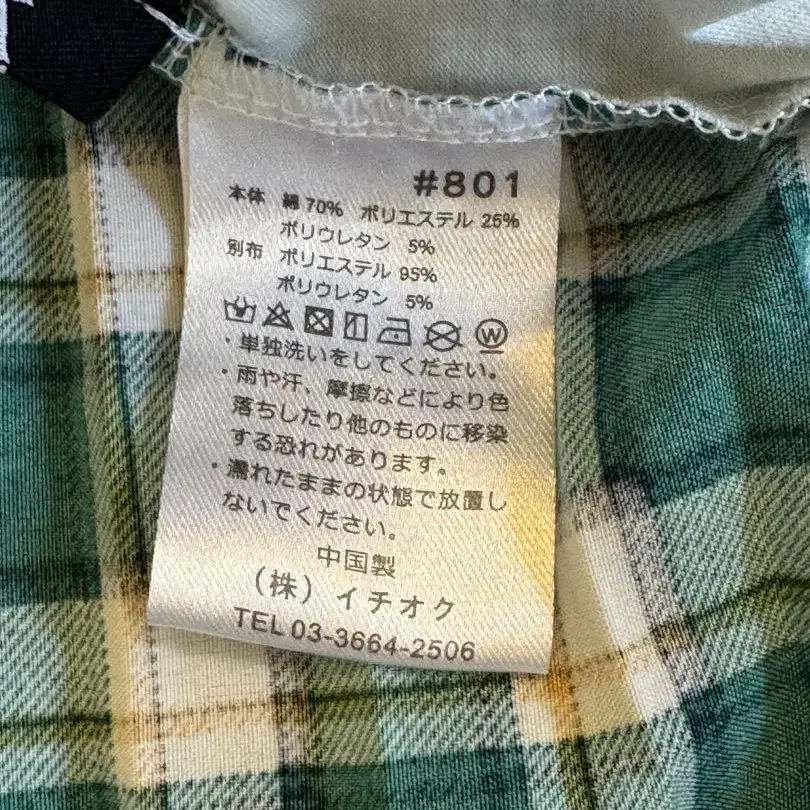 #801
本体 綿70% ポリエステル 25%
ポリウレタン 5%
別布 ポリエステル 95%
ポリウレタン 5%
W
・単独洗いをしてください。
・雨や汗、摩擦などにより色
落ちしたり他のものに移染
する恐れがあります。
・濡れたままの状態で放置し
ないでください。
中国製
(株) イチオク
TEL 03-3664-2506